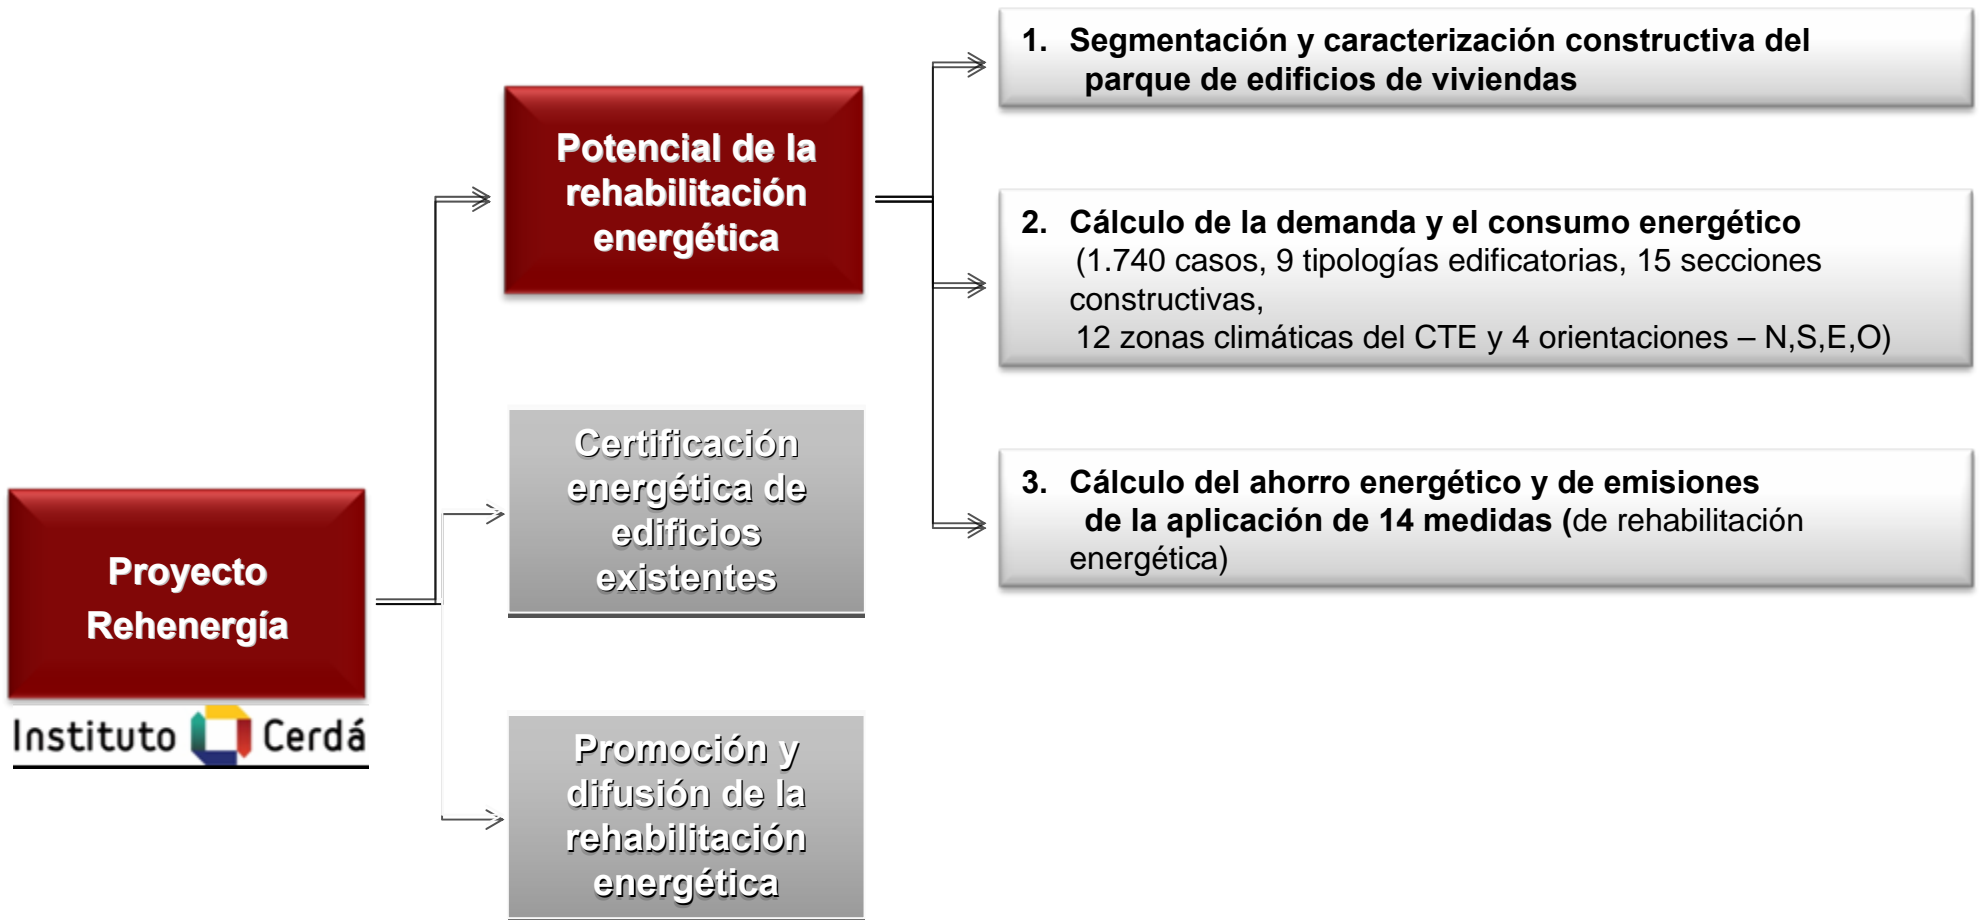 Proyecto
Rehenergía
Instituto Cerdá
Potencial de la
rehabilitación
energética
Certificación
energética de
edificios
existentes
Promoción y
difusión de la
rehabilitación
energética
1. Segmentación y caracterización constructiva del
parque de edificios de viviendas
2. Cálculo de la demanda y el consumo energético
(1.740 casos, 9 tipologías edificatorias, 15 secciones
constructivas,
12 zonas climáticas del CTE y 4 orientaciones – N,S,E,O)
3. Cálculo del ahorro energético y de emisiones
de la aplicación de 14 medidas (de rehabilitación
energética)